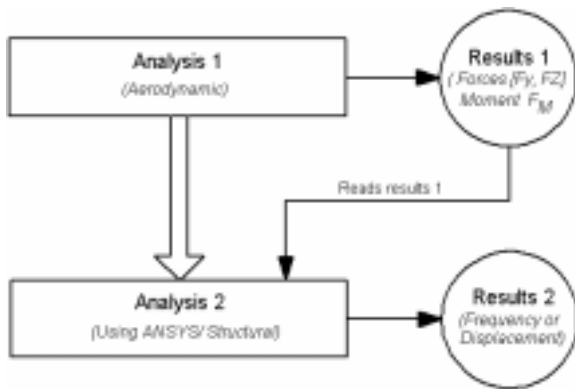 Analysis 1
(Aerodynamic)
Results 1
( Forces [Fy, FZ]
Moment FM
Reads results 1
Analysis 2
(Using ANSYS/ Structural)
Results 2
(Frequency or
Displacement)